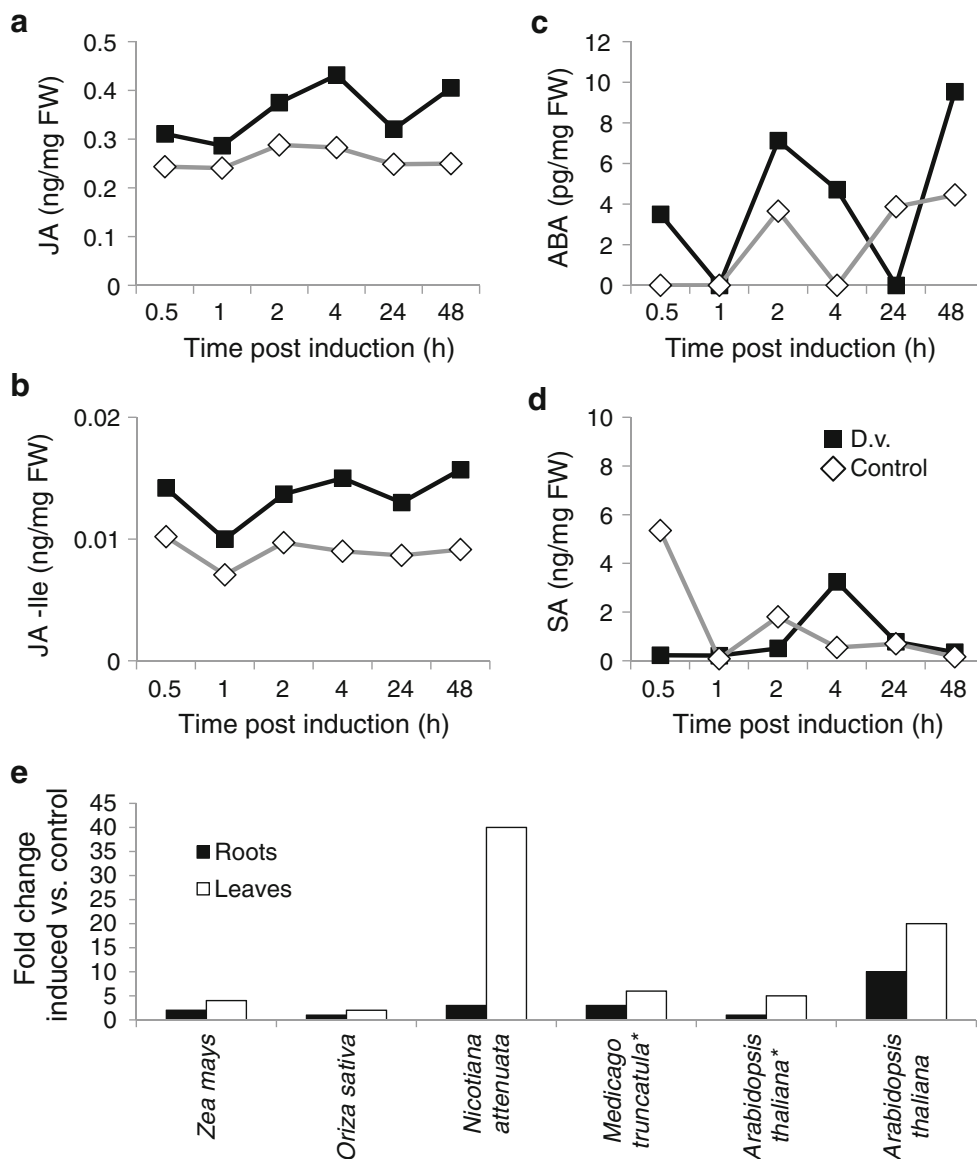 a
JA (ng/mg FW)
0.5
0.4
0.3
0.2
0.1
0
0.5 1 2 4 24 48
Time post induction (h)
c
ABA (pg/mg FW)
12
10
8
6
4
2
0
0.5 1 2 4 24 48
Time post induction (h)
b
JA -Ile (ng/mg FW)
0.02
0.01
0
0.5 1 2 4 24 48
Time post induction (h)
d
SA (ng/mg FW)
10
8
6
4
2
0
D.v.
Control
0.5 1 2 4 24 48
Time post induction (h)
e
Fold change
induced vs. control
45
40
35
30
25
20
15
10
5
0
Roots
Leaves
Zea mays
Oriza sativa
Nicotiana
attenuata
Medicago
truncatula*
Arabidopsis
thaliana*
Arabidopsis
thaliana